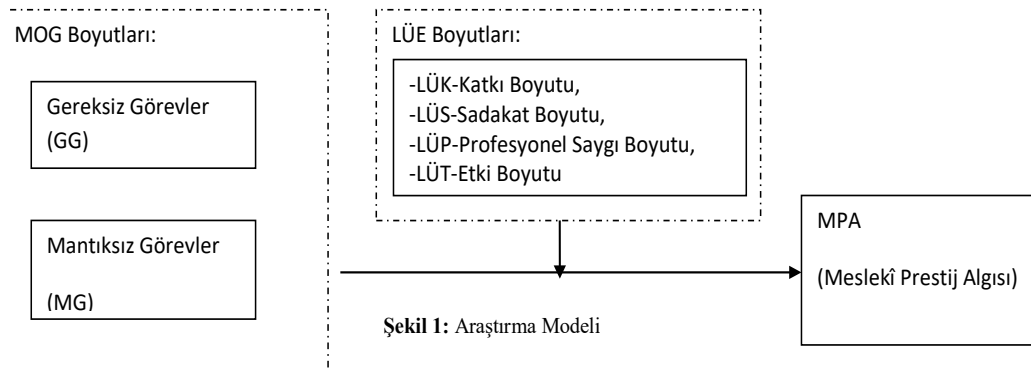 MOG Boyutları:
Gereksiz Görevler
(GG)
Mantıksız Görevler
(MG)
LÜE Boyutları:
-LÜK-Katkı Boyutu,
-LÜS-Sadakat Boyutu,
-LÜP-Profesyonel Saygı Boyutu,
-LÜT-Etki Boyutu
MPA
(Meslekî Prestij Algısı)
Şekil 1: Araştırma Modeli